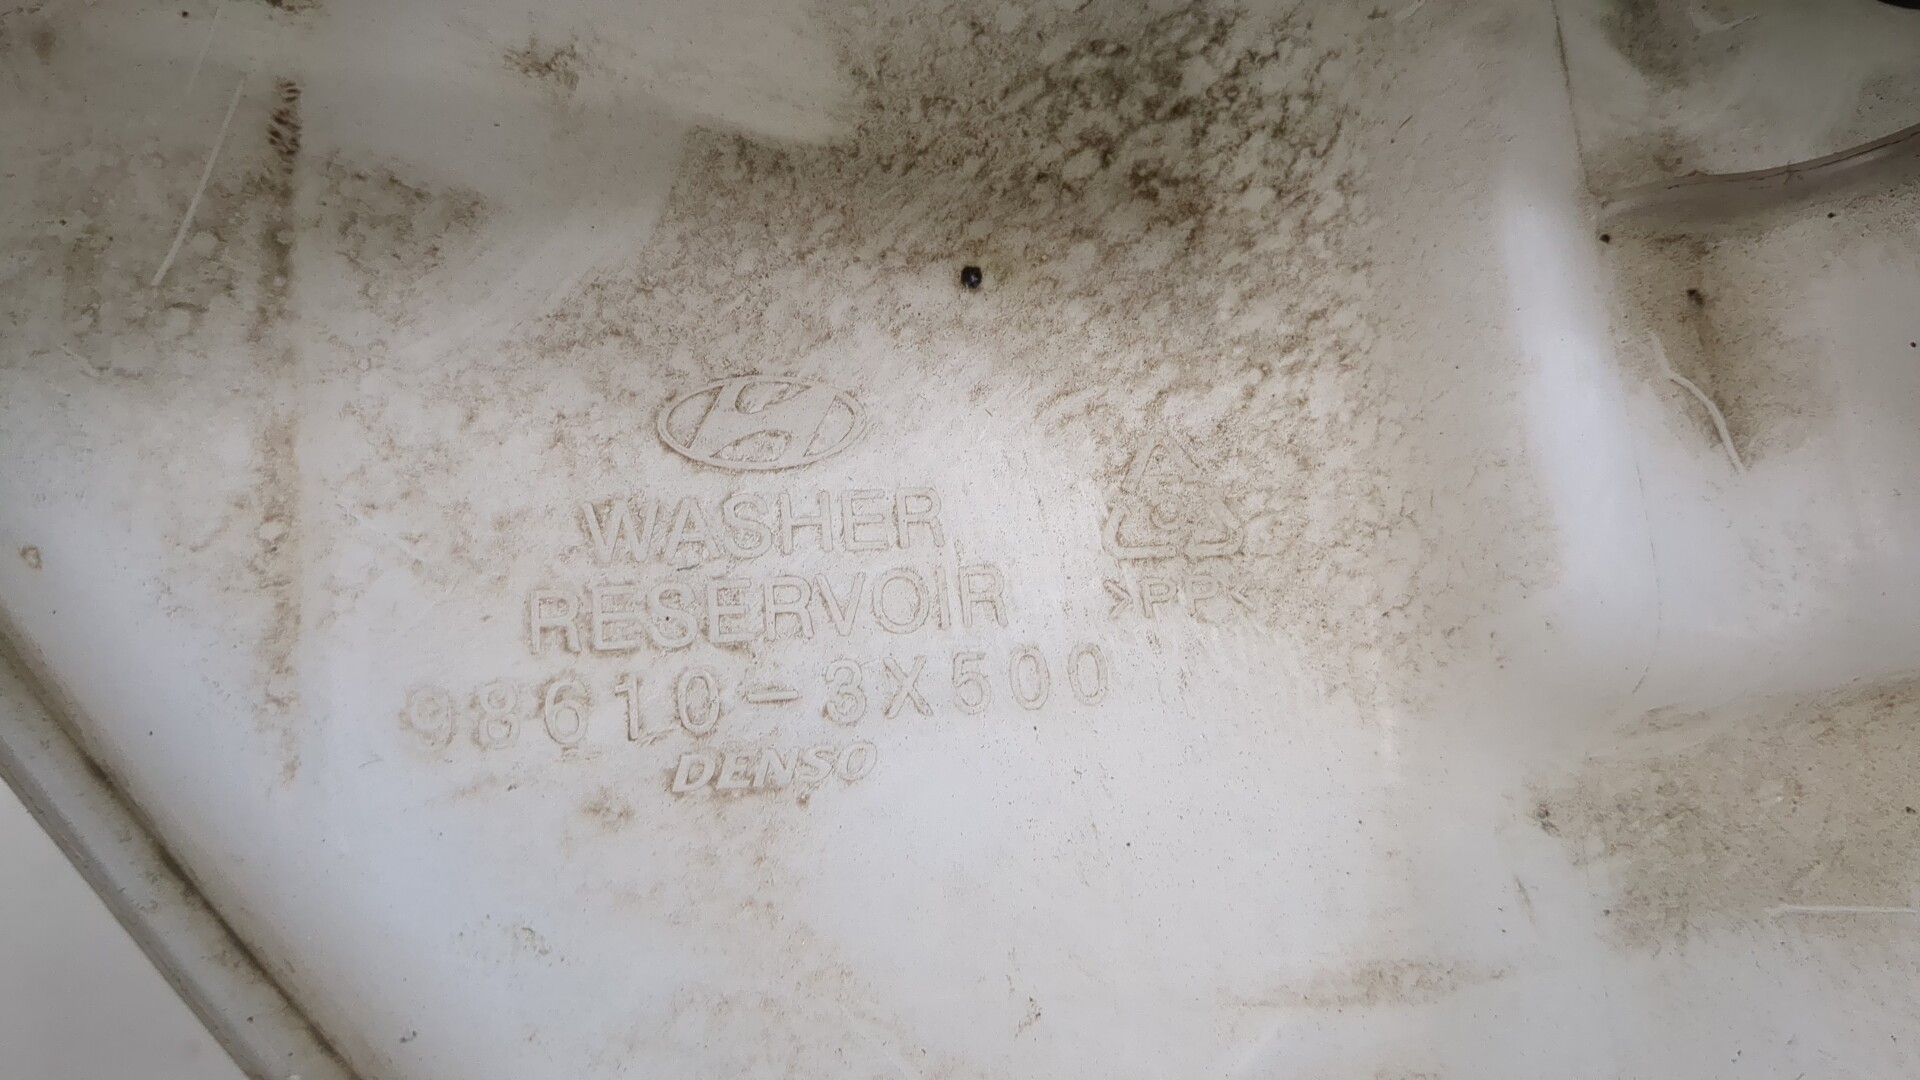 WASHER
RESERVOIR
>PP<
98610-3X500
DENSO